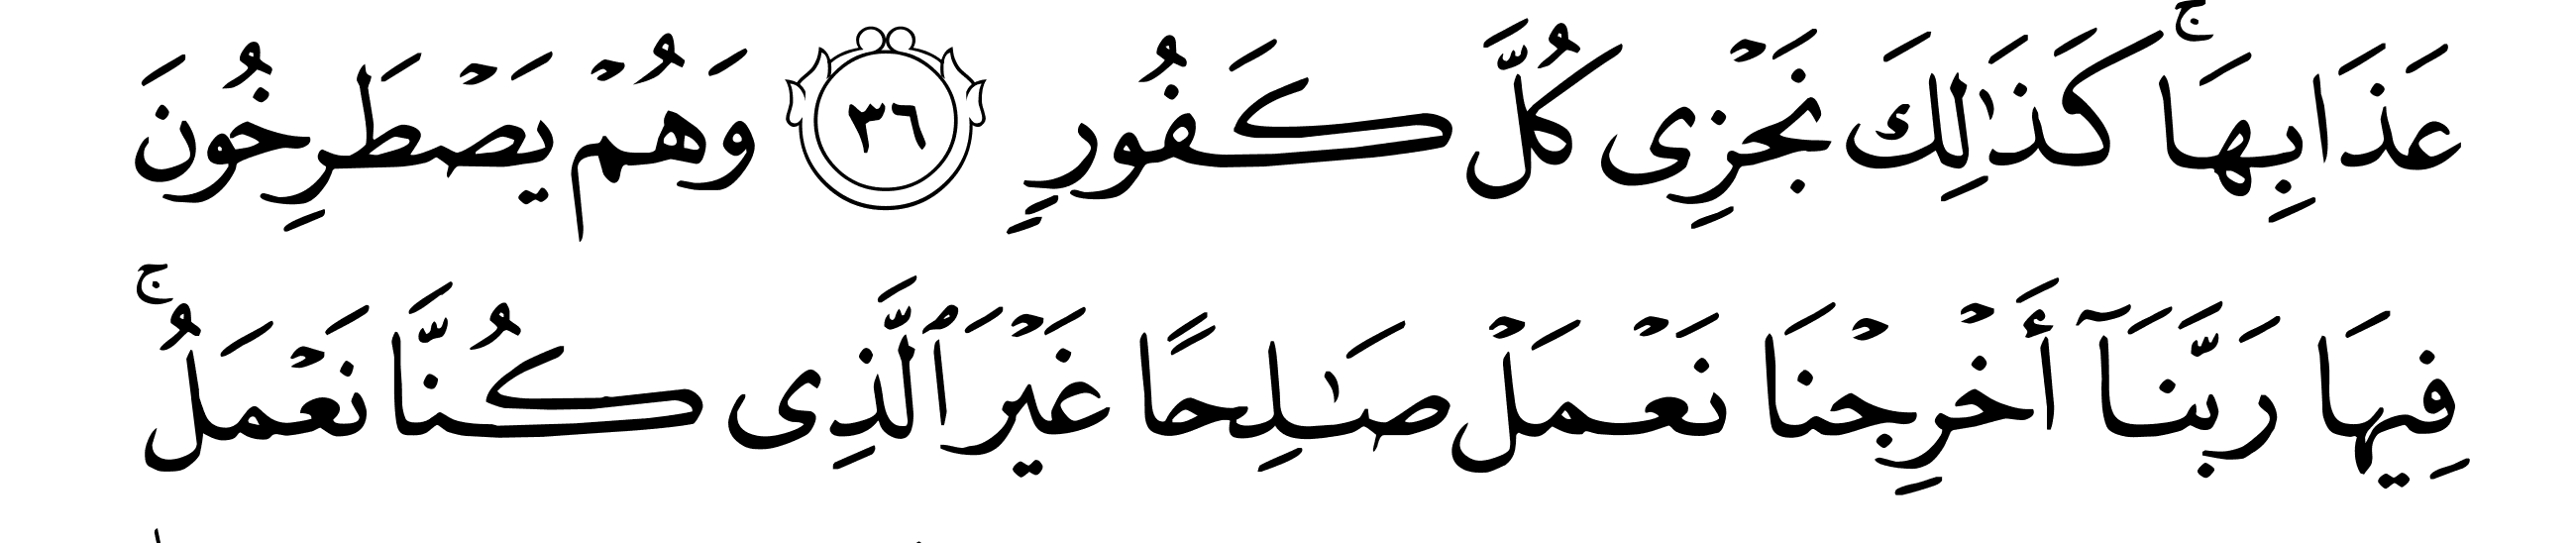 عَذَابِهَاۚ كَذَٰلِكَ نَجْزِى كُلَّ كَفُورٍ ٣٦ وَهُمْ يَصْطَرِخُونَ
فِيهَا رَبَّنَآ أَخْرِجْنَا نَعْمَلْ صَـٰلِحًا غَيْرَ ٱلَّذِى كُنَّا نَعْمَلُۚ